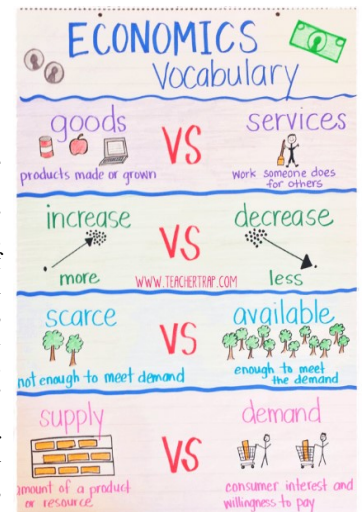 ECONOMICS
Vocabulary
goods VS services
products made or grown
work someone does
for others
increase VS decrease
more
WWW.TEACHERTRAP.COM
less
scarce VS available
not enough to meet demand
enough to meet
the demand
supply VS demand
amount of a product
or resource
consumer interest and
willingness to pay